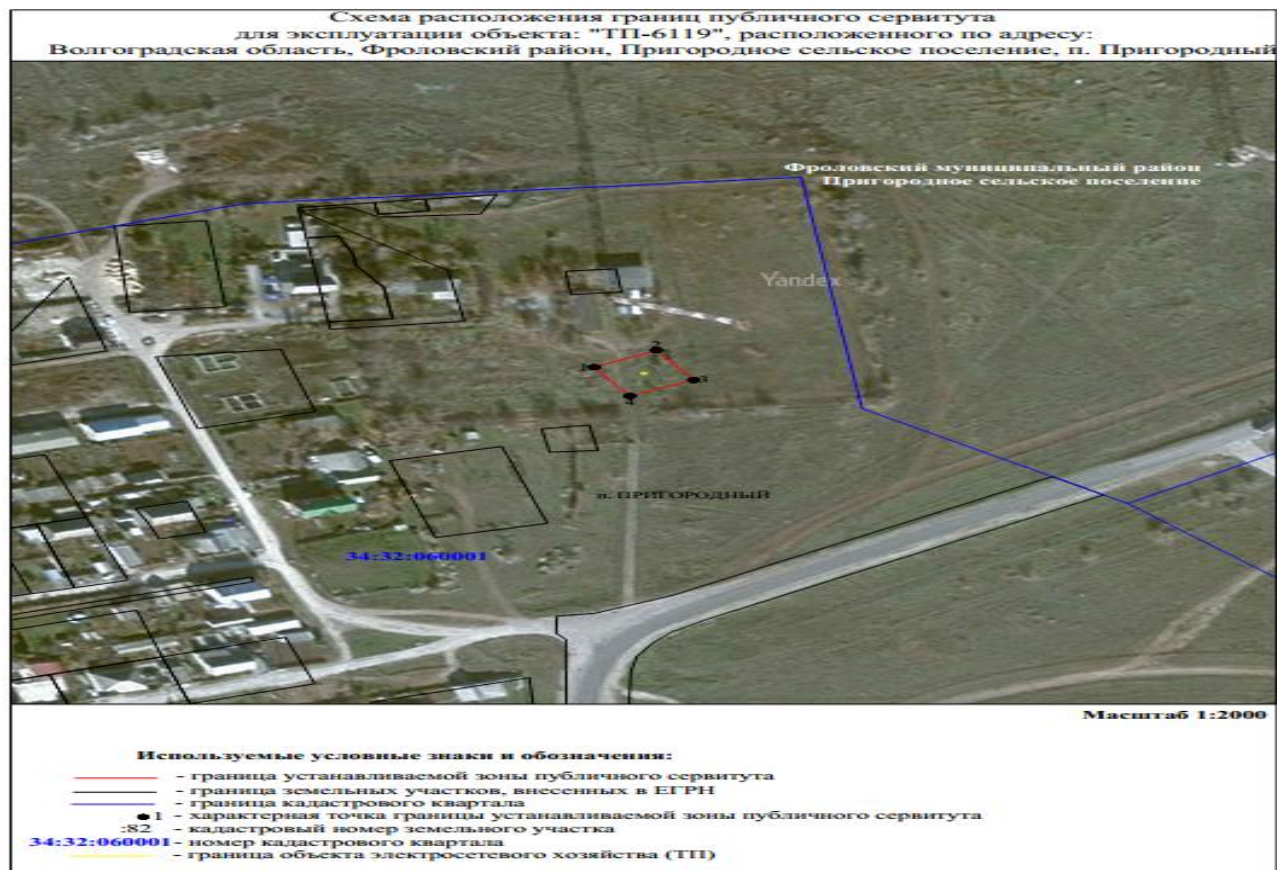 Схема расположения границ публичного сервитута
для эксплуатации объекта: "ТП-6119", расположенного по адресу:
Волгоградская область, Фроловский район, Пригородное сельское поселение, п. Пригородный
Фроловский муниципальный район
Пригородное сельское поселение
Yandex
2
1
3
4
п. ПРИГОРОДНЫЙ
34:32:060001
Масштаб 1:2000
Используемые условные знаки и обозначения:
- граница устанавливаемой зоны публичного сервитута
- граница земельных участков, внесенных в ЕГРН
- граница кадастрового квартала
1 - характерная точка границы устанавливаемой зоны публичного сервитута
:82 - кадастровый номер земельного участка
34:32:060001 - номер кадастрового квартала
- граница объекта электросетевого хозяйства (ТП)